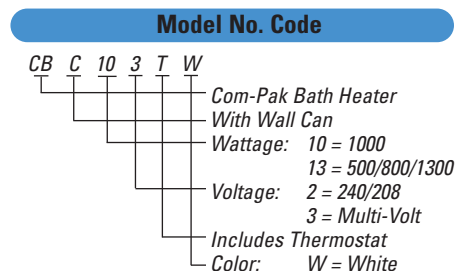 Model No. Code
CB C 10 3 T W
Com-Pak Bath Heater
With Wall Can
Wattage: 10 = 1000
13 = 500/800/1300
Voltage: 2 = 240/208
3 = Multi-Volt
Includes Thermostat
Color: W = White